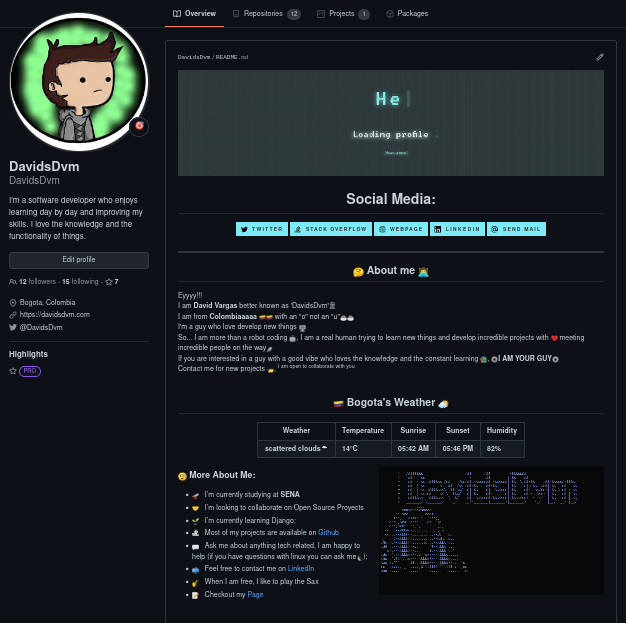 Overview Repositories 12 Projects 1 Packages
DavidsDvm / README.md
He
Loading profile .
DavidsDvm
DavidsDvm
I'm a software developer who enjoys
learning day by day and improving my
skills. I love the knowledge and the
functionality of things.
Edit profile
12 followers · 15 following · 7
Bogota, Colombia
https://davidsdvm.com
@DavidsDvm
Highlights
PRO
Social Media:
TWITTER STACK OVERFLOW WEBPAGE LINKEDIN SEND MAIL
About me
Eyyyy!!!
I am David Vargas better known as 'DavidsDvm'
I am from Colombiaaaaa with an "o" not an "u"
I'm a guy who love development new things
So... I am more than a robot coding , I am a real human trying to learn new things and develop incredible projects with meeting
incredible people on the way
If you are interested in a guy with a good vibe who loves the knowledge and the constant learning , I AM YOUR GUY
Contact me for new projects , I am open to collaborate with you
Bogota's Weather
Weather Temperature Sunrise Sunset Humidity
scattered clouds 14°C 05:42 AM 05:46 PM 82%
More About Me:
I'm currently studying at SENA
I'm looking to collaborate on Open Source Proyects
I'm currently learning Django;
Most of my projects are available on Github
Ask me about anything tech related, I am happy to
help (If you have questions with linux you can ask me );
Feel free to contact me on LinkedIn
When I am free, I like to play the Sax
Checkout my Page